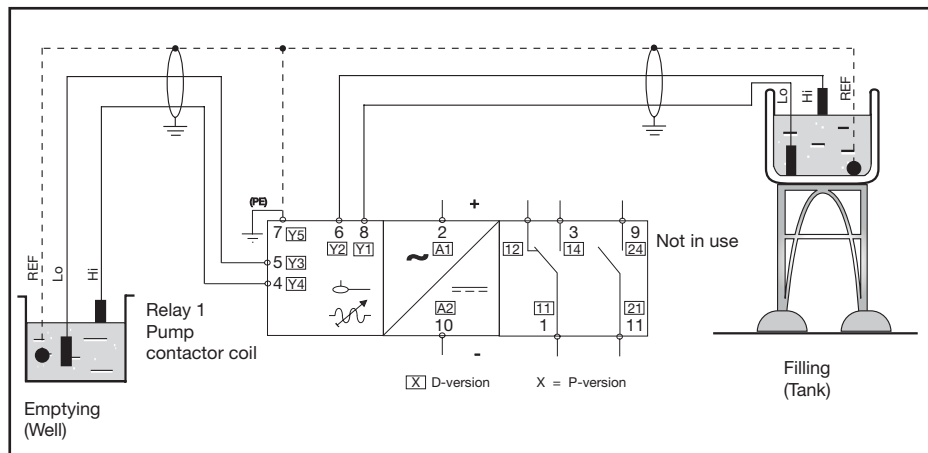 Lo
Hi
REF
(PE)
7 Y5
6
8
Y2 Y1
5 Y3
4 Y4
2
+
A1
~
A2
10
-
3
9
12
14
24
11
21
1
11
Not in use
REF
Lo
Hi
Relay 1
Pump
contactor coil
X D-version
X = P-version
Emptying
(Well)
Filling
(Tank)